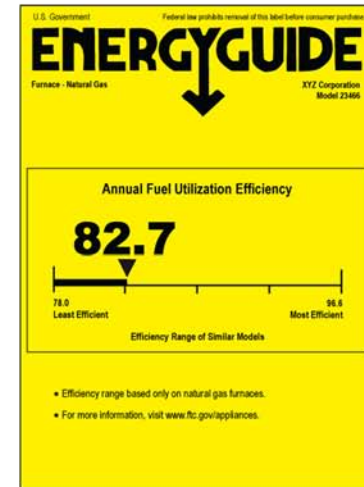 U.S. Government Federal law prohibits removal of this label before consumer purchase
ENERGYGUIDE
Furnace - Natural Gas XYZ Corporation
Model 23466
Annual Fuel Utilization Efficiency
82.7
78.0 96.6
Least Efficient Most Efficient
Efficiency Range of Similar Models
• Efficiency range based only on natural gas furnaces.
• For more information, visit www.ftc.gov/appliances.